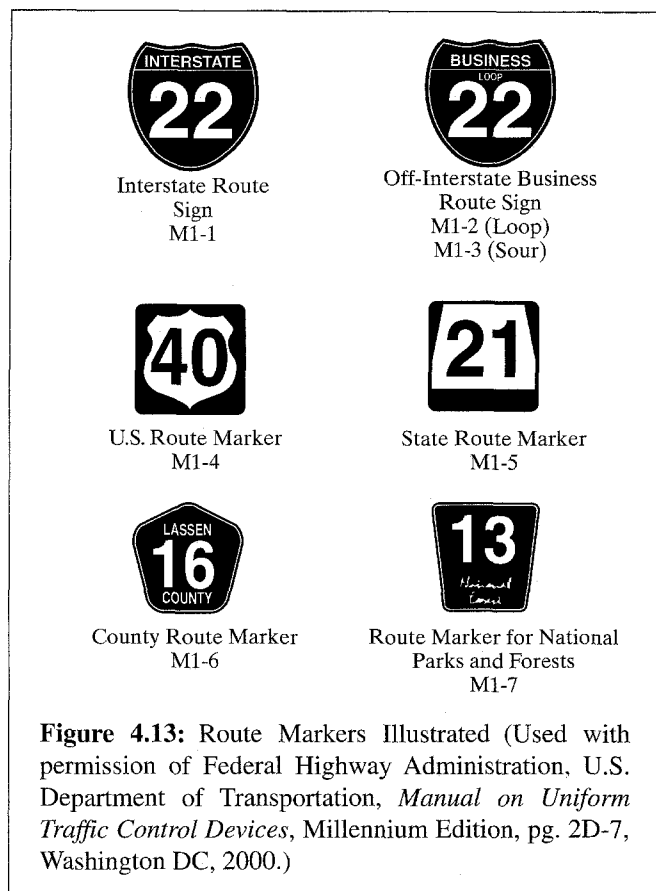 INTERSTATE
22
Interstate Route
Sign
M1-1
BUSINESS
LOOP
22
Off-Interstate Business
Route Sign
M1-2 (Loop)
M1-3 (Sour)
40
U.S. Route Marker
M1-4
21
State Route Marker
M1-5
LASSEN
16
COUNTY
County Route Marker
M1-6
13
National
Forest
Route Marker for National
Parks and Forests
M1-7
Figure 4.13: Route Markers Illustrated (Used with
permission of Federal Highway Administration, U.S.
Department of Transportation, Manual on Uniform
Traffic Control Devices, Millennium Edition, pg. 2D-7,
Washington DC, 2000.)